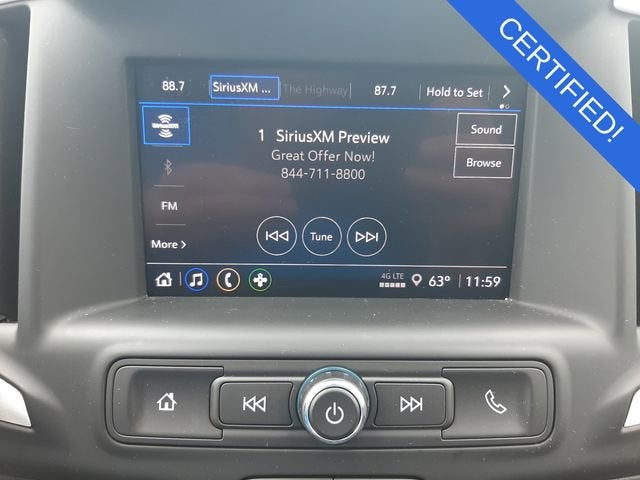 CERTIFIED!
88.7 SiriusXM ... The Highway 87.7 Hold to Set >
SiriusXM
1 SiriusXM Preview
Great Offer Now!
844-711-8800
Sound
Browse
FM
More >
Tune
4G LTE
63° 11:59